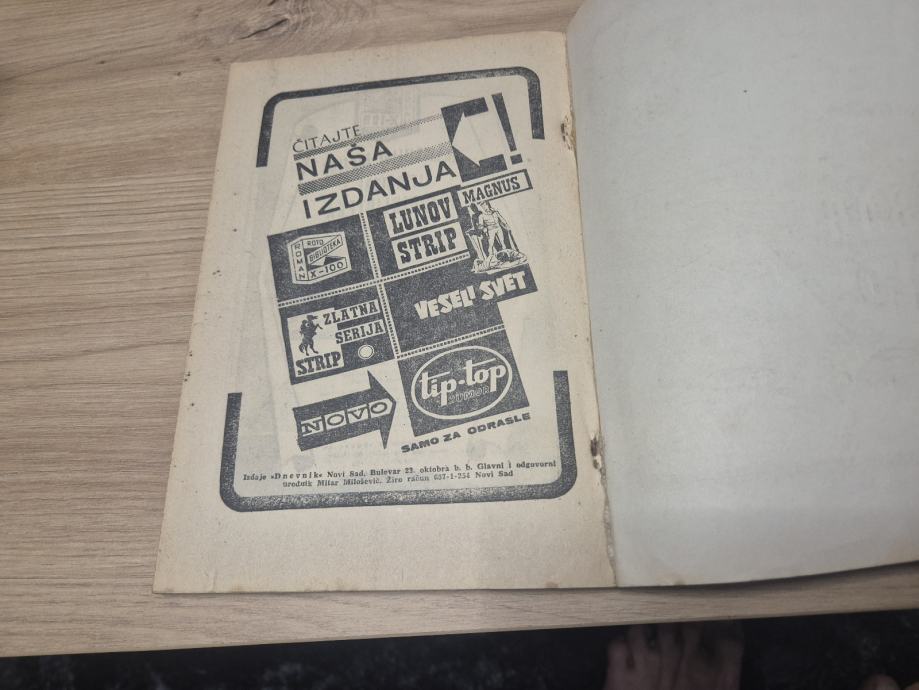 ČITAJTE
NAŠA
IZDANJA
!
ROMAN
ROTO
BIBLIOTEKA
X-100
LUNOV
STRIP
MAGNUS
ZLATNA
SERIJA
STRIP
VESELI SVET
NOVO
tip-top
HUMOR
SAMO ZA ODRASLE
Izdaje »Dnevnik« Novi Sad, Bulevar 23. oktobra b. b. Glavni i odgovorni
urednik Mitar Milošević. Žiro račun 657-1-254 Novi Sad